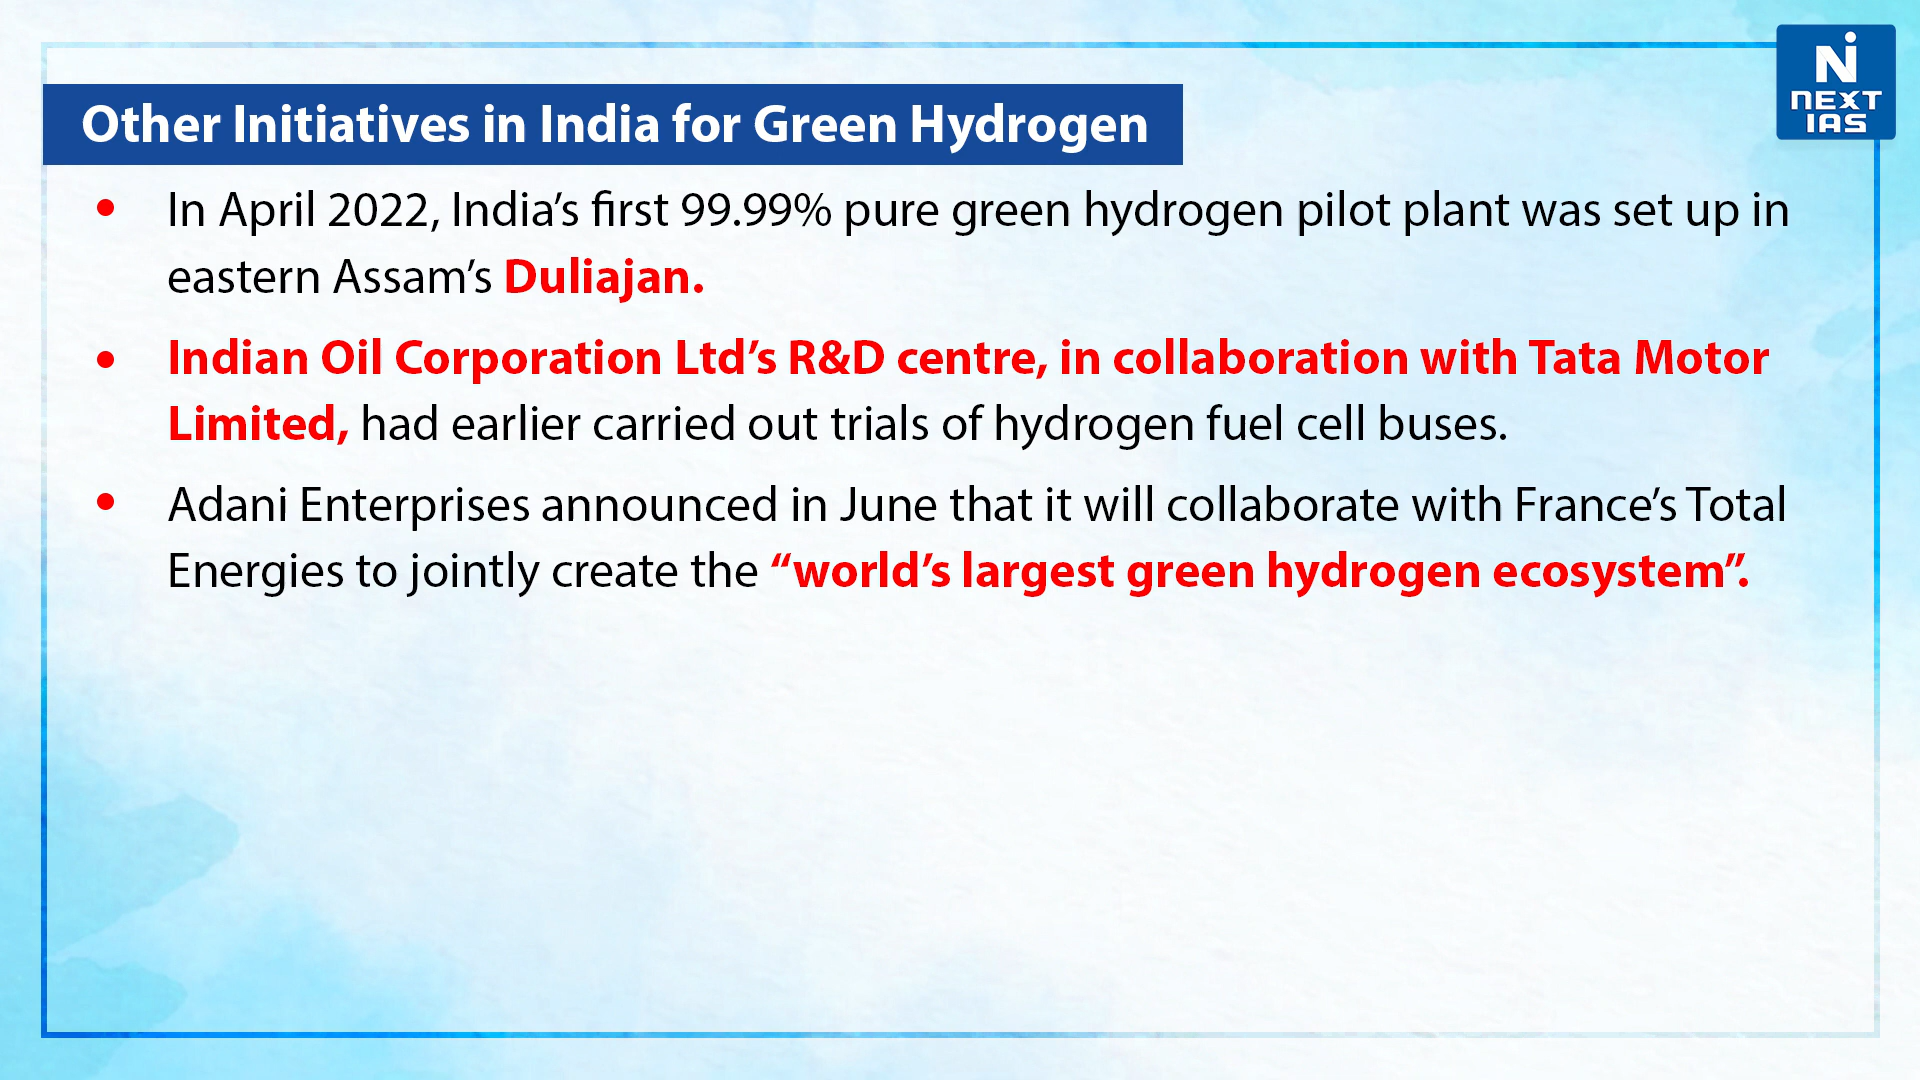 Ni
NEXT
IAS
Other Initiatives in India for Green Hydrogen
• In April 2022, India’s first 99.99% pure green hydrogen pilot plant was set up in
eastern Assam’s Duliajan.
• Indian Oil Corporation Ltd’s R&D centre, in collaboration with Tata Motor
Limited, had earlier carried out trials of hydrogen fuel cell buses.
• Adani Enterprises announced in June that it will collaborate with France’s Total
Energies to jointly create the “world’s largest green hydrogen ecosystem”.